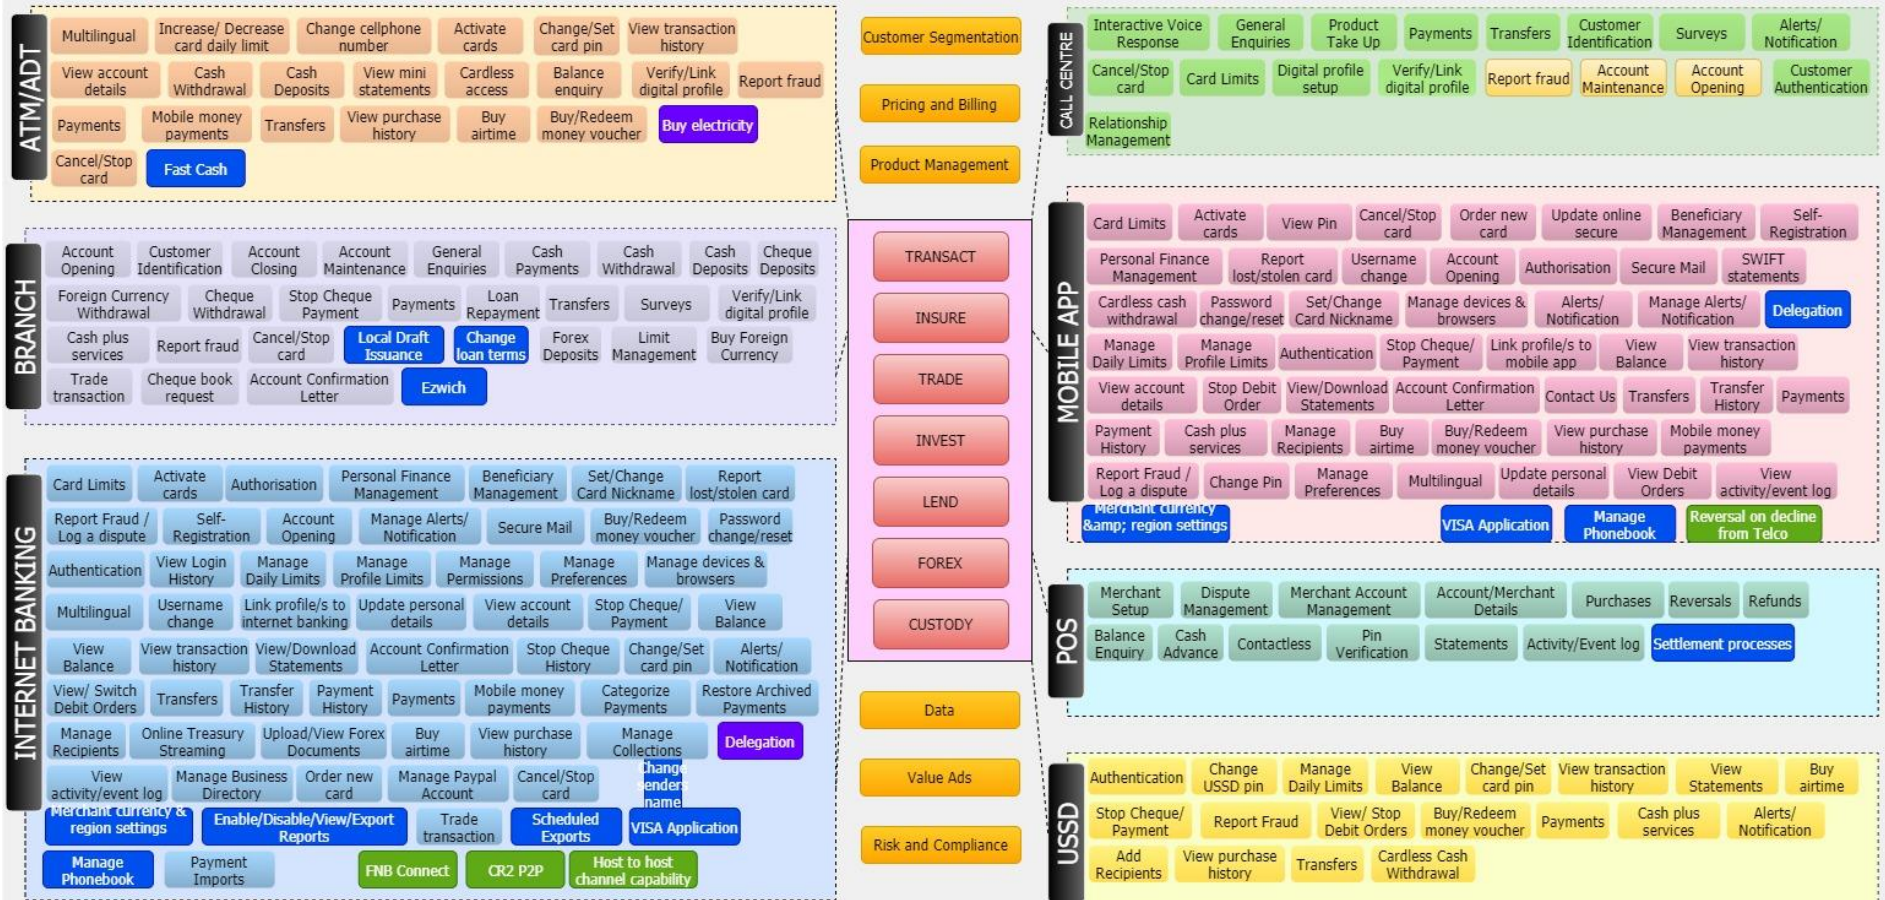 ATM/ADT
Multilingual
Increase/ Decrease
card daily limit
Change cellphone
number
Activate
cards
Change/Set
card pin
View transaction
history
View account
details
Cash
Withdrawal
Cash
Deposits
View mini
statements
Cardless
access
Balance
enquiry
Verify/Link
digital profile
Report fraud
Payments
Mobile money
payments
Transfers
View purchase
history
Buy
airtime
Buy/Redeem
money voucher
Buy electricity
Cancel/Stop
card
Fast Cash
BRANCH
Account
Opening
Customer
Identification
Account
Closing
Account
Maintenance
General
Enquiries
Cash
Payments
Cash
Withdrawal
Cash
Deposits
Cheque
Deposits
Foreign Currency
Withdrawal
Cheque
Withdrawal
Stop Cheque
Payment
Payments
Loan
Repayment
Transfers
Surveys
Verify/Link
digital profile
Cash plus
services
Report fraud
Cancel/Stop
card
Local Draft
Issuance
Change
loan terms
Forex
Deposits
Limit
Management
Buy Foreign
Currency
Trade
transaction
Cheque book
request
Account Confirmation
Letter
Ezwich
INTERNET BANKING
Card Limits
Activate
cards
Authorisation
Personal Finance
Management
Beneficiary
Management
Set/Change
Card Nickname
Report
lost/stolen card
Report Fraud /
Log a dispute
Self-
Registration
Account
Opening
Manage Alerts/
Notification
Secure Mail
Buy/Redeem
money voucher
Password
change/reset
Authentication
View Login
History
Manage
Daily Limits
Manage
Profile Limits
Manage
Permissions
Manage
Preferences
Manage devices &
browsers
Multilingual
Username
change
Link profile/s to
internet banking
Update personal
details
View account
details
Stop Cheque/
Payment
View
Balance
View
Balance
View transaction
history
View/Download
Statements
Account Confirmation
Letter
Stop Cheque
History
Change/Set
card pin
Alerts/
Notification
View/ Switch
Debit Orders
Transfers
Transfer
History
Payment
History
Payments
Mobile money
payments
Categorize
Payments
Restore Archived
Payments
Manage
Recipients
Online Treasury
Streaming
Upload/View Forex
Documents
Buy
airtime
View purchase
history
Manage
Collections
Delegation
View
activity/event log
Manage Business
Directory
Order new
card
Manage Paypal
Account
Cancel/Stop
card
Change
senders
name
Merchant currency &
region settings
Enable/Disable/View/Export
Reports
Trade
transaction
Scheduled
Exports
VISA Application
Manage
Phonebook
Payment
Imports
FNB Connect
CR2 P2P
Host to host
channel capability
Customer Segmentation
Pricing and Billing
Product Management
TRANSACT
INSURE
TRADE
INVEST
LEND
FOREX
CUSTODY
Data
Value Ads
Risk and Compliance
CALL CENTRE
Interactive Voice
Response
General
Enquiries
Product
Take Up
Payments
Transfers
Customer
Identification
Surveys
Alerts/
Notification
Cancel/Stop
card
Card Limits
Digital profile
setup
Verify/Link
digital profile
Report fraud
Account
Maintenance
Account
Opening
Customer
Authentication
Relationship
Management
MOBILE APP
Card Limits
Activate
cards
View Pin
Cancel/Stop
card
Order new
card
Update online
secure
Beneficiary
Management
Self-
Registration
Personal Finance
Management
Report
lost/stolen card
Username
change
Account
Opening
Authorisation
Secure Mail
SWIFT
statements
Cardless cash
withdrawal
Password
change/reset
Set/Change
Card Nickname
Manage devices &
browsers
Alerts/
Notification
Manage Alerts/
Notification
Delegation
Manage
Daily Limits
Manage
Profile Limits
Authentication
Stop Cheque/
Payment
Link profile/s to
mobile app
View
Balance
View transaction
history
View account
details
Stop Debit
Order
View/Download
Statements
Account Confirmation
Letter
Contact Us
Transfers
Transfer
History
Payments
Payment
History
Cash plus
services
Manage
Recipients
Buy
airtime
Buy/Redeem
money voucher
View purchase
history
Mobile money
payments
Report Fraud /
Log a dispute
Change Pin
Manage
Preferences
Multilingual
Update personal
details
View Debit
Orders
View
activity/event log
Merchant currency
&amp; region settings
VISA Application
Manage
Phonebook
Reversal on decline
from Telco
POS
Merchant
Setup
Dispute
Management
Merchant Account
Management
Account/Merchant
Details
Purchases
Reversals
Refunds
Balance
Enquiry
Cash
Advance
Contactless
Pin
Verification
Statements
Activity/Event log
Settlement processes
USSD
Authentication
Change
USSD pin
Manage
Daily Limits
View
Balance
Change/Set
card pin
View transaction
history
View
Statements
Buy
airtime
Stop Cheque/
Payment
Report Fraud
View/ Stop
Debit Orders
Buy/Redeem
money voucher
Payments
Cash plus
services
Alerts/
Notification
Add
Recipients
View purchase
history
Transfers
Cardless Cash
Withdrawal